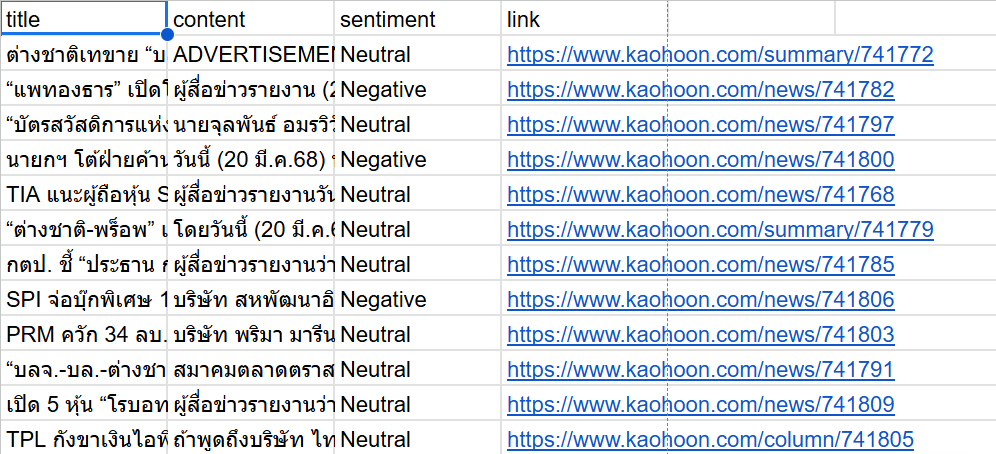 title content sentiment link
ต่างชาติเทขาย “บ ADVERTISEMEN Neutral https://www.kaohoon.com/summary/741772
“แพทองธาร” เปิดใ ผู้สื่อข่าวรายงาน (2 Negative https://www.kaohoon.com/news/741782
“บัตรสวัสดิการแห่ง นายจุลพันธ์ อมรวิวั Neutral https://www.kaohoon.com/news/741797
นายกฯ โต้ฝ่ายค้าน วันนี้ (20 มี.ค.68) ท Negative https://www.kaohoon.com/news/741800
TIA แนะผู้ถือหุ้น S ผู้สื่อข่าวรายงานวัน Neutral https://www.kaohoon.com/news/741768
“ต่างชาติ-พร็อพ” เ โดยวันนี้ (20 มี.ค.6 Neutral https://www.kaohoon.com/summary/741779
กตป. ชี้ “ประธาน ก ผู้สื่อข่าวรายงานว่า Neutral https://www.kaohoon.com/news/741785
SPI จ่อบุ๊กพิเศษ 1 บริษัท สหพัฒนาอิ Negative https://www.kaohoon.com/news/741806
PRM ควัก 34 ลบ. บริษัท พริมา มารีน Neutral https://www.kaohoon.com/news/741803
“บลจ.-บล.-ต่างชา สมาคมตลาดตราส Neutral https://www.kaohoon.com/news/741791
เปิด 5 หุ้น “โรบอท ผู้สื่อข่าวรายงานว่า Neutral https://www.kaohoon.com/news/741809
TPL กังขาเงินไอพี ถ้าพูดถึงบริษัท ไท Neutral https://www.kaohoon.com/column/741805